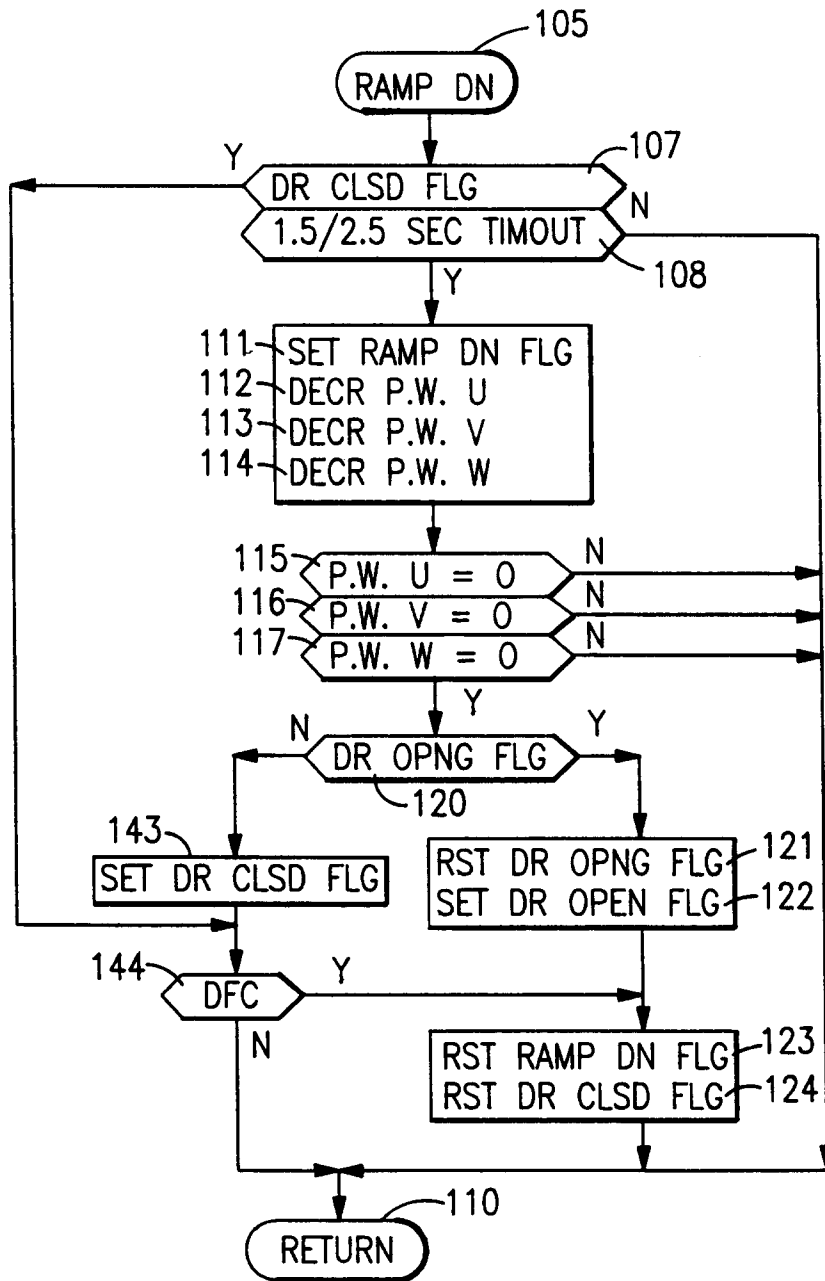 105
RAMP DN
Y
107
DR CLSD FLG
N
1.5/2.5 SEC TIMOUT
108
Y
111 SET RAMP DN FLG
112 DECR P.W. U
113 DECR P.W. V
114 DECR P.W. W
115 P.W. U = 0 N
116 P.W. V = 0 N
117 P.W. W = 0 N
Y
N DR OPNG FLG Y
120
143
SET DR CLSD FLG
RST DR OPNG FLG 121
SET DR OPEN FLG 122
144 DFC Y
N
RST RAMP DN FLG 123
RST DR CLSD FLG 124
110
RETURN